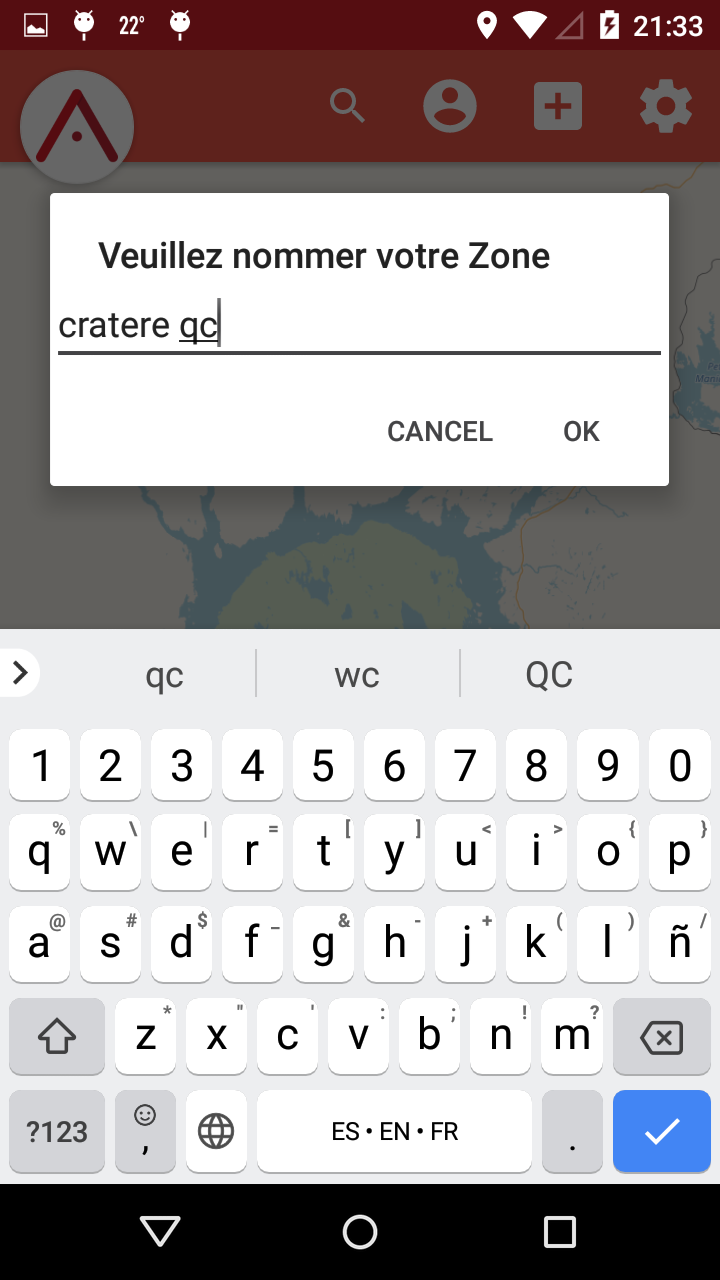 22° 21:33
Veuillez nommer votre Zone
cratere qc
CANCEL OK
qc wc QC
1 2 3 4 5 6 7 8 9 0
q % w \ e | r = t [ y ] u < i > o { p }
a @ s # d $ f _ g & h - j + k ( l ) ñ /
z * x " c ' v : b ; n ! m ?
?123 , ES • EN • FR .